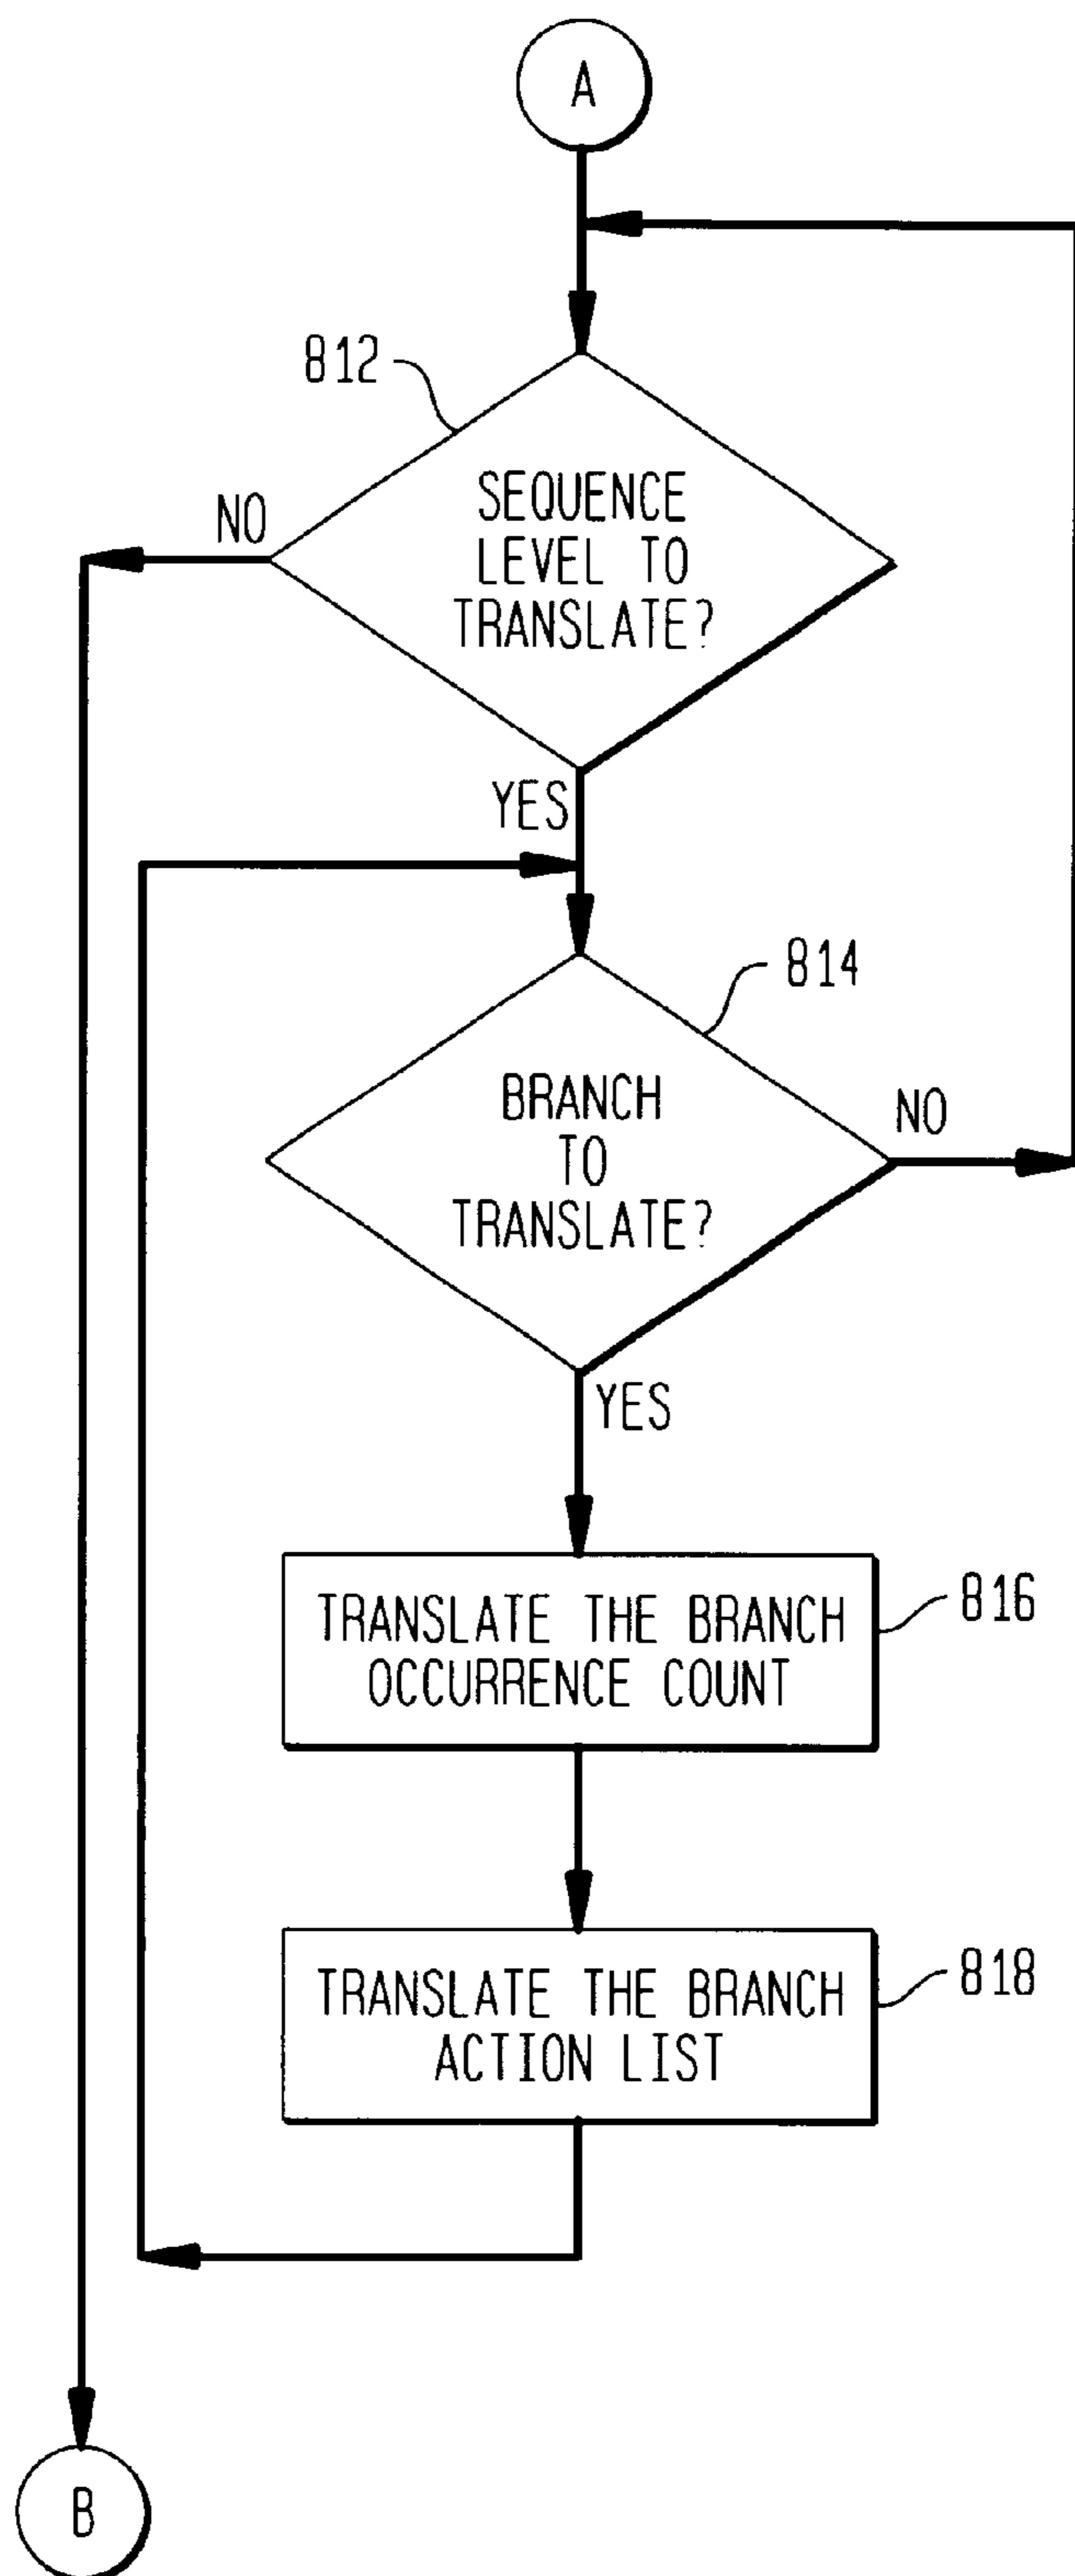 A
812
SEQUENCE
LEVEL TO
TRANSLATE?
NO
YES
814
BRANCH
TO
TRANSLATE?
NO
YES
TRANSLATE THE BRANCH
OCCURRENCE COUNT
816
TRANSLATE THE BRANCH
ACTION LIST
818
B